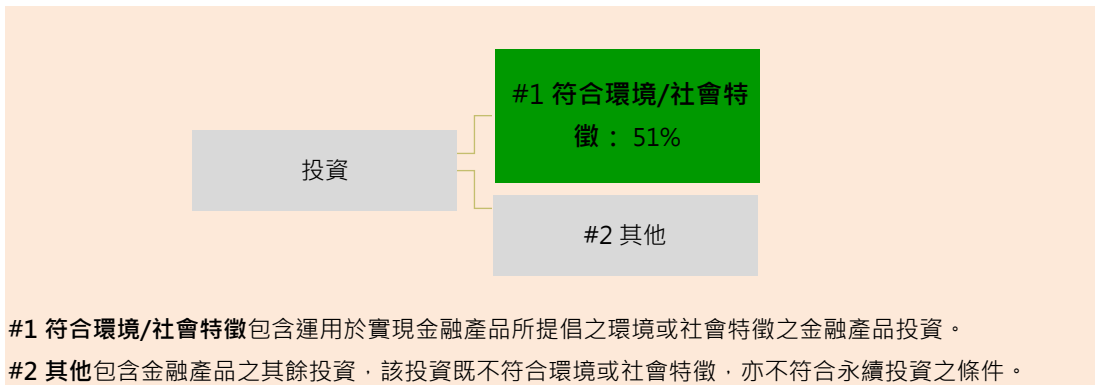 #1 符合環境/社會特
徵： 51%
投資
#2 其他
#1 符合環境/社會特徵包含運用於實現金融產品所提倡之環境或社會特徵之金融產品投資。
#2 其他包含金融產品之其餘投資，該投資既不符合環境或社會特徵，亦不符合永續投資之條件。